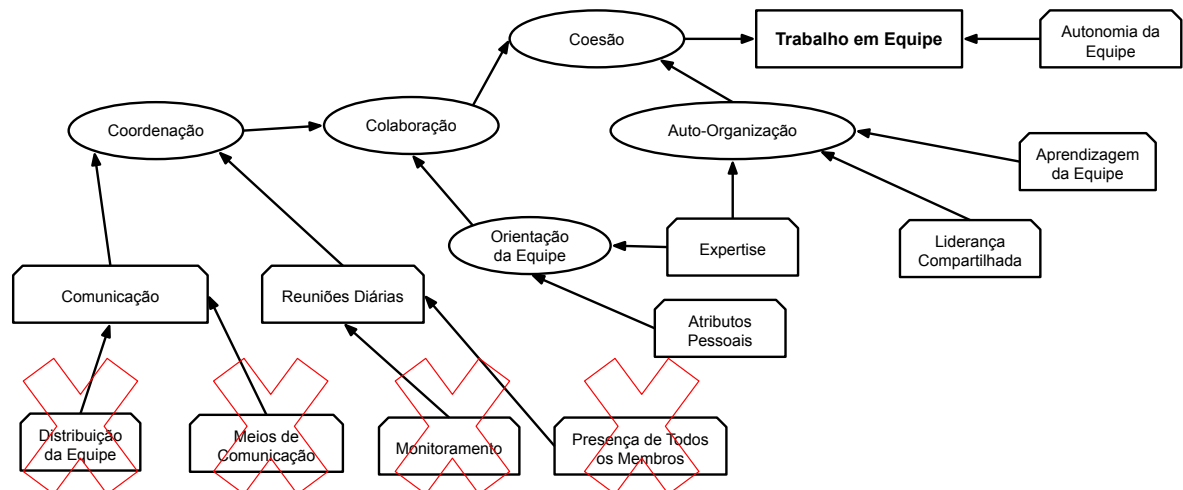 Coesão
Trabalho em Equipe
Autonomia da
Equipe
Coordenação
Colaboração
Auto-Organização
Aprendizagem
da Equipe
Orientação
da Equipe
Expertise
Liderança
Compartilhada
Comunicação
Reuniões Diárias
Atributos
Pessoais
Distribuição
da Equipe
Meios de
Comunicação
Monitoramento
Presença de Todos
os Membros